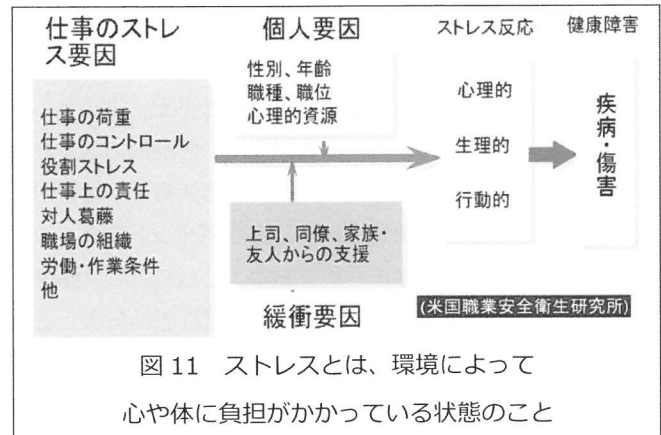 仕事のストレ
ス要因
仕事の荷重
仕事のコントロール
役割ストレス
仕事上の責任
対人葛藤
職場の組織
労働・作業条件
他
個人要因
性別、年齢
職種、職位
心理的資源
上司、同僚、家族・
友人からの支援
緩衝要因
ストレス反応
心理的
生理的
行動的
健康障害
疾病・傷害
(米国職業安全衛生研究所)
図 11　ストレスとは、環境によって
心や体に負担がかかっている状態のこと